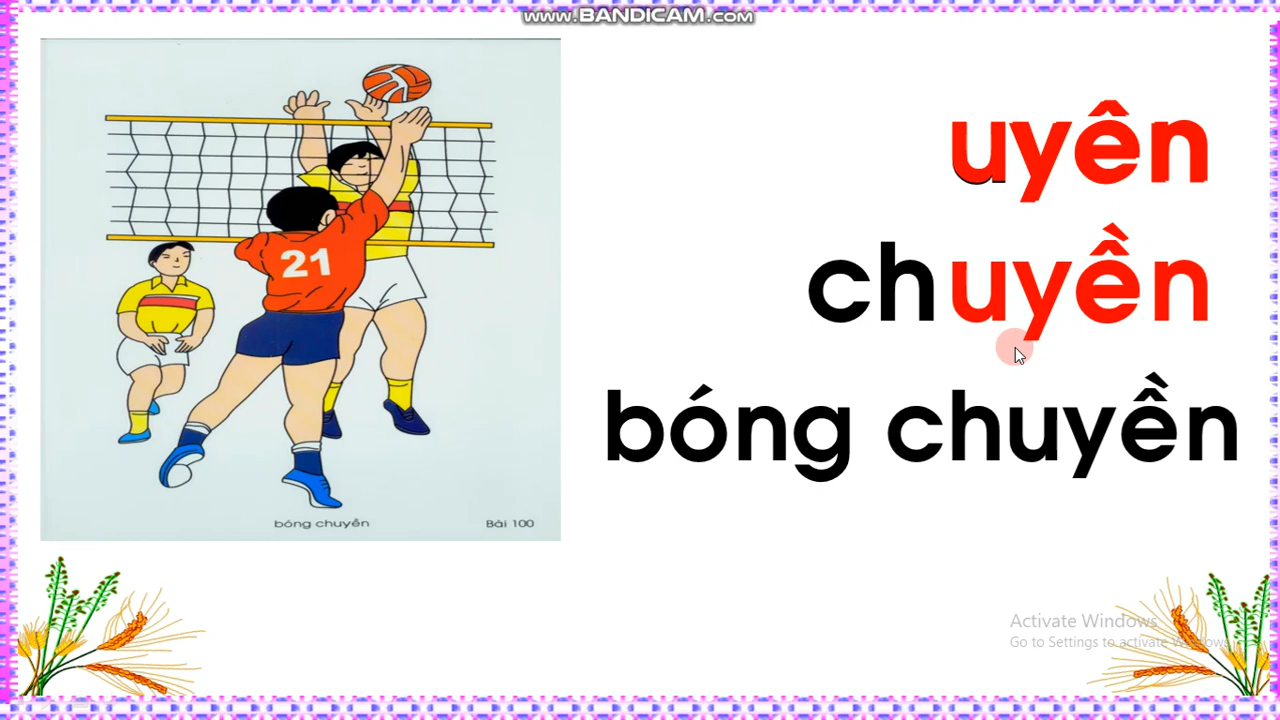 www.BANDICAM.com
21
bóng chuyền
Bài 100
uyên
chuyền
bóng chuyền
Activate Windows
Go to Settings to activate Windows.